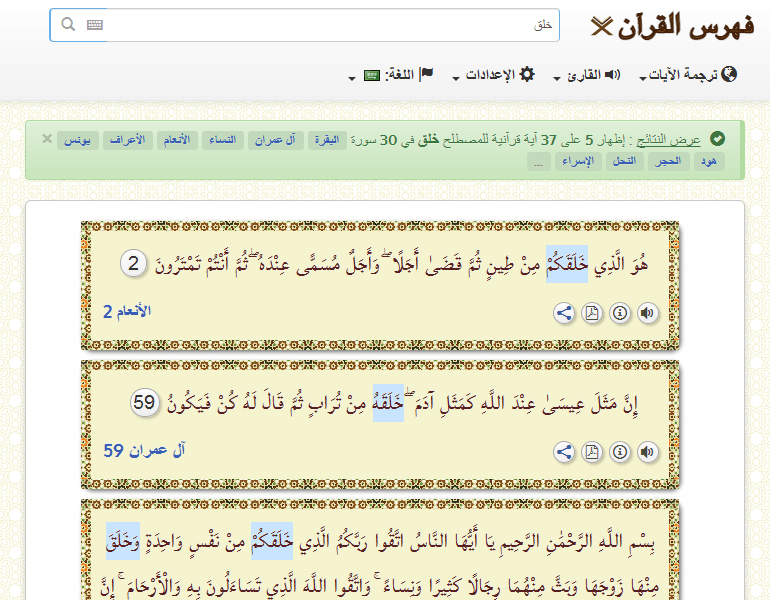 فهرس القرآن
خلق
ترجمة الآيات القارئ الإعدادات اللغة:
عرض النتائج : إظهار 5 على 37 آية قرآنية للمصطلح خلق في 30 سورة البقرة آل عمران النساء الأنعام الأعراف يونس ×
هود الحجر النحل الإسراء ...
هُوَ الَّذِي خَلَقَكُمْ مِنْ طِينٍ ثُمَّ قَضَىٰ أَجَلًا ۖ وَأَجَلٌ مُسَمًّى عِنْدَهُ ۖ ثُمَّ أَنْتُمْ تَمْتَرُونَ 2
الأنعام 2
إِنَّ مَثَلَ عِيسَىٰ عِنْدَ اللَّهِ كَمَثَلِ آدَمَ ۖ خَلَقَهُ مِنْ تُرَابٍ ثُمَّ قَالَ لَهُ كُنْ فَيَكُونُ 59
آل عمران 59
بِسْمِ اللَّهِ الرَّحْمَٰنِ الرَّحِيمِ يَا أَيُّهَا النَّاسُ اتَّقُوا رَبَّكُمُ الَّذِي خَلَقَكُمْ مِنْ نَفْسٍ وَاحِدَةٍ وَخَلَقَ
مِنْهَا زَوْجَهَا وَبَثَّ مِنْهُمَا رِجَالًا كَثِيرًا وَنِسَاءً ۚ وَاتَّقُوا اللَّهَ الَّذِي تَسَاءَلُونَ بِهِ وَالْأَرْحَامَ ۚ إِنَّ